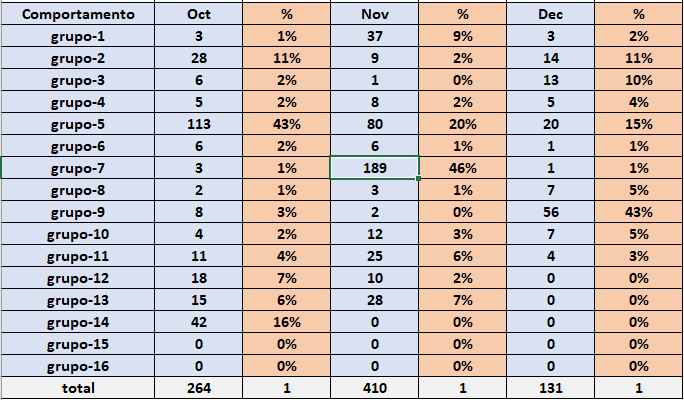 Comportamento Oct % Nov % Dec %
grupo-1 3 1% 37 9% 3 2%
grupo-2 28 11% 9 2% 14 11%
grupo-3 6 2% 1 0% 13 10%
grupo-4 5 2% 8 2% 5 4%
grupo-5 113 43% 80 20% 20 15%
grupo-6 6 2% 6 1% 1 1%
grupo-7 3 1% 189 46% 1 1%
grupo-8 2 1% 3 1% 7 5%
grupo-9 8 3% 2 0% 56 43%
grupo-10 4 2% 12 3% 7 5%
grupo-11 11 4% 25 6% 4 3%
grupo-12 18 7% 10 2% 0 0%
grupo-13 15 6% 28 7% 0 0%
grupo-14 42 16% 0 0% 0 0%
grupo-15 0 0% 0 0% 0 0%
grupo-16 0 0% 0 0% 0 0%
total 264 1 410 1 131 1